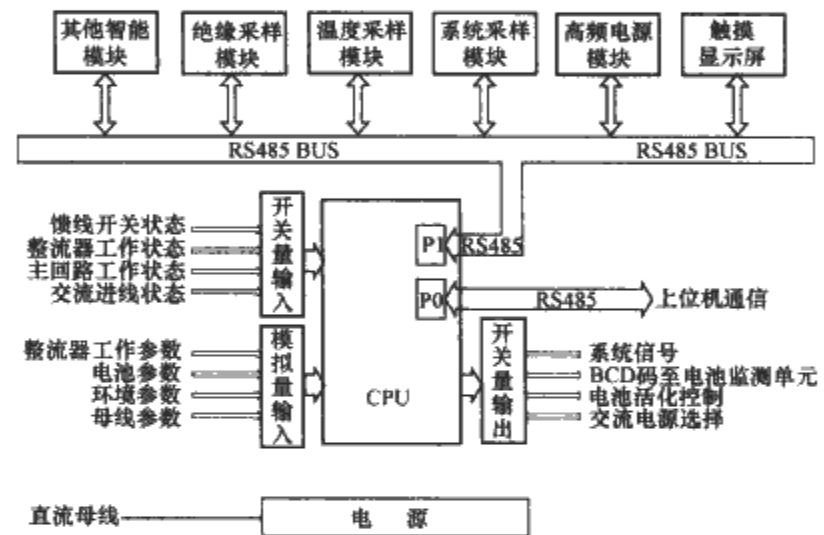 其他智能
模块
绝缘采样
模块
温度采样
模块
系统采样
模块
高频电源
模块
触摸
显示屏
RS485 BUS
RS485 BUS
馈线开关状态
整流器工作状态
主回路工作状态
交流进线状态
开关量输入
P1
RS485
P0
RS485
上位机通信
整流器工作参数
电池参数
环境参数
母线参数
模拟量输入
CPU
开关量输出
系统信号
BCD码至电池监测单元
电池活化控制
交流电源选择
直流母线
电源